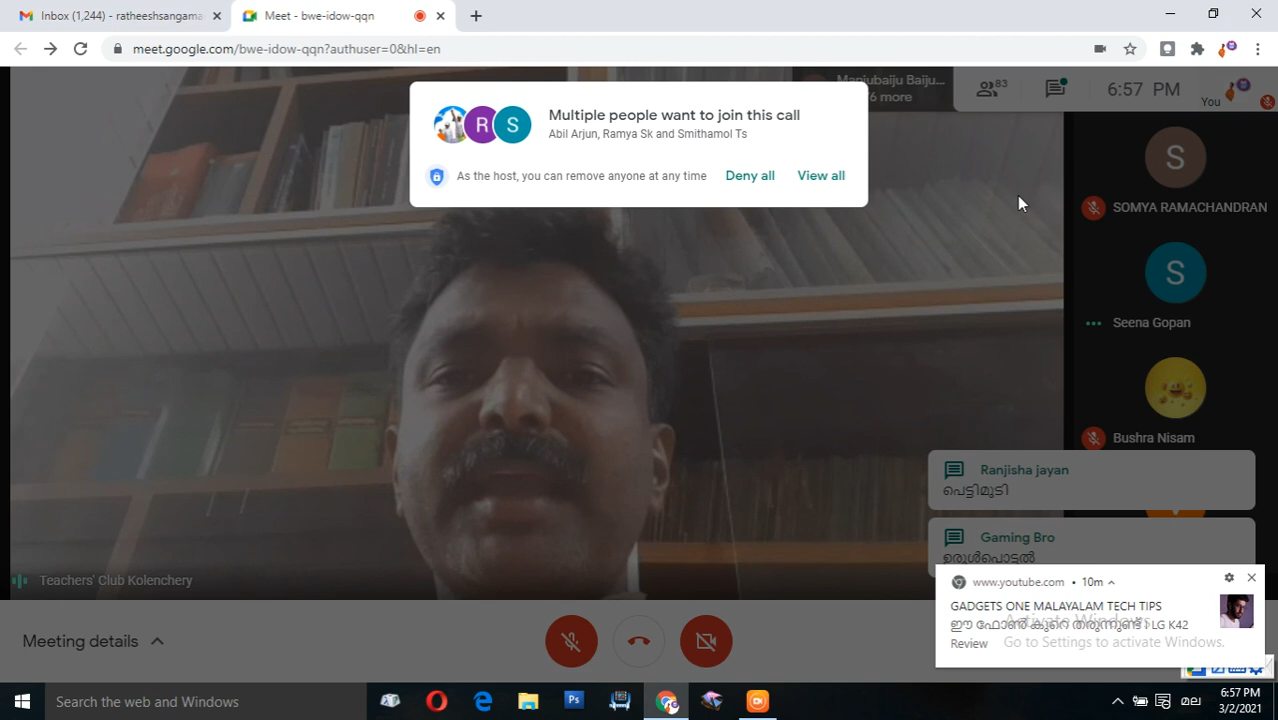 Inbox (1,244) - ratheeshsangama
Meet - bwe-idow-qqn
meet.google.com/bwe-idow-qqn?authuser=0&hl=en
Manjubaiju Baiju...
76 more
83
6:57 PM
You
Multiple people want to join this call
Abil Arjun, Ramya Sk and Smithamol Ts
R
S
As the host, you can remove anyone at any time
Deny all
View all
S
SOMYA RAMACHANDRAN
S
Seena Gopan
Bushra Nisam
Ranjisha jayan
പെട്ടിമുടി
Gaming Bro
ഉരുൾപൊട്ടൽ
Teachers' Club Kolenchery
www.youtube.com • 10m
GADGETS ONE MALAYALAM TECH TIPS
ഈ ഫോൺ കുറെ തരുന്നുണ്ട് | LG K42
Review
Activate Windows
Go to Settings to activate Windows.
Meeting details
Search the web and Windows
Ps
മല
6:57 PM
3/2/2021